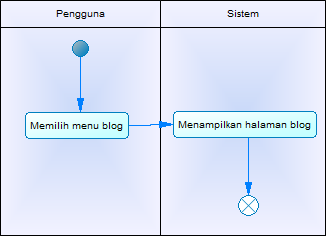 Pengguna
Sistem
Memilih menu blog
Menampilkan halaman blog